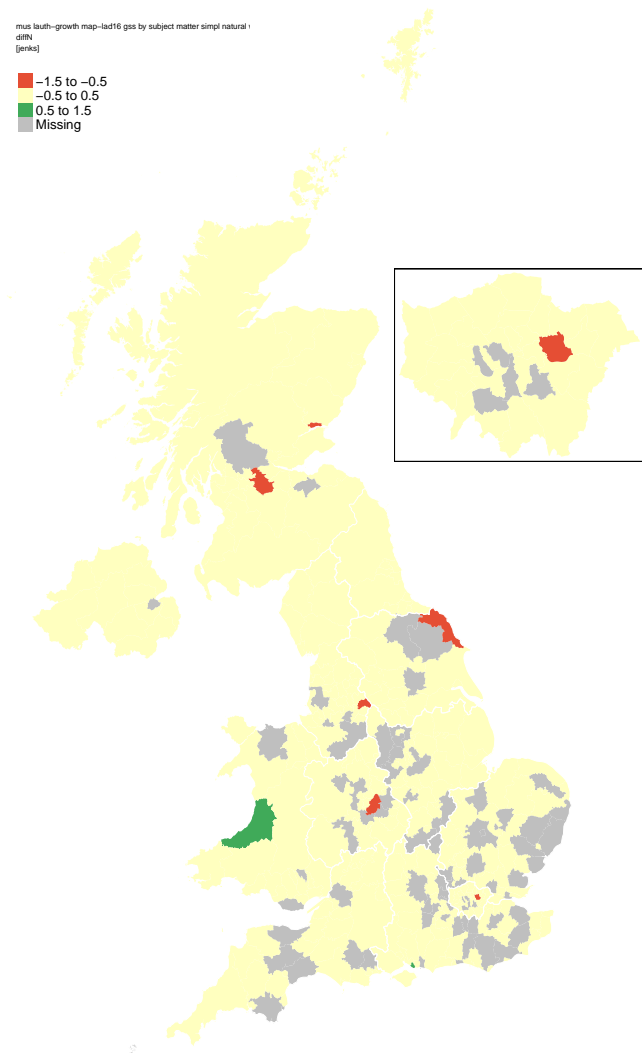 mus lauth−growth map−lad16 gss by subject matter simpl natural
diffN
[jenks]
−1.5 to −0.5
−0.5 to 0.5
0.5 to 1.5
Missing